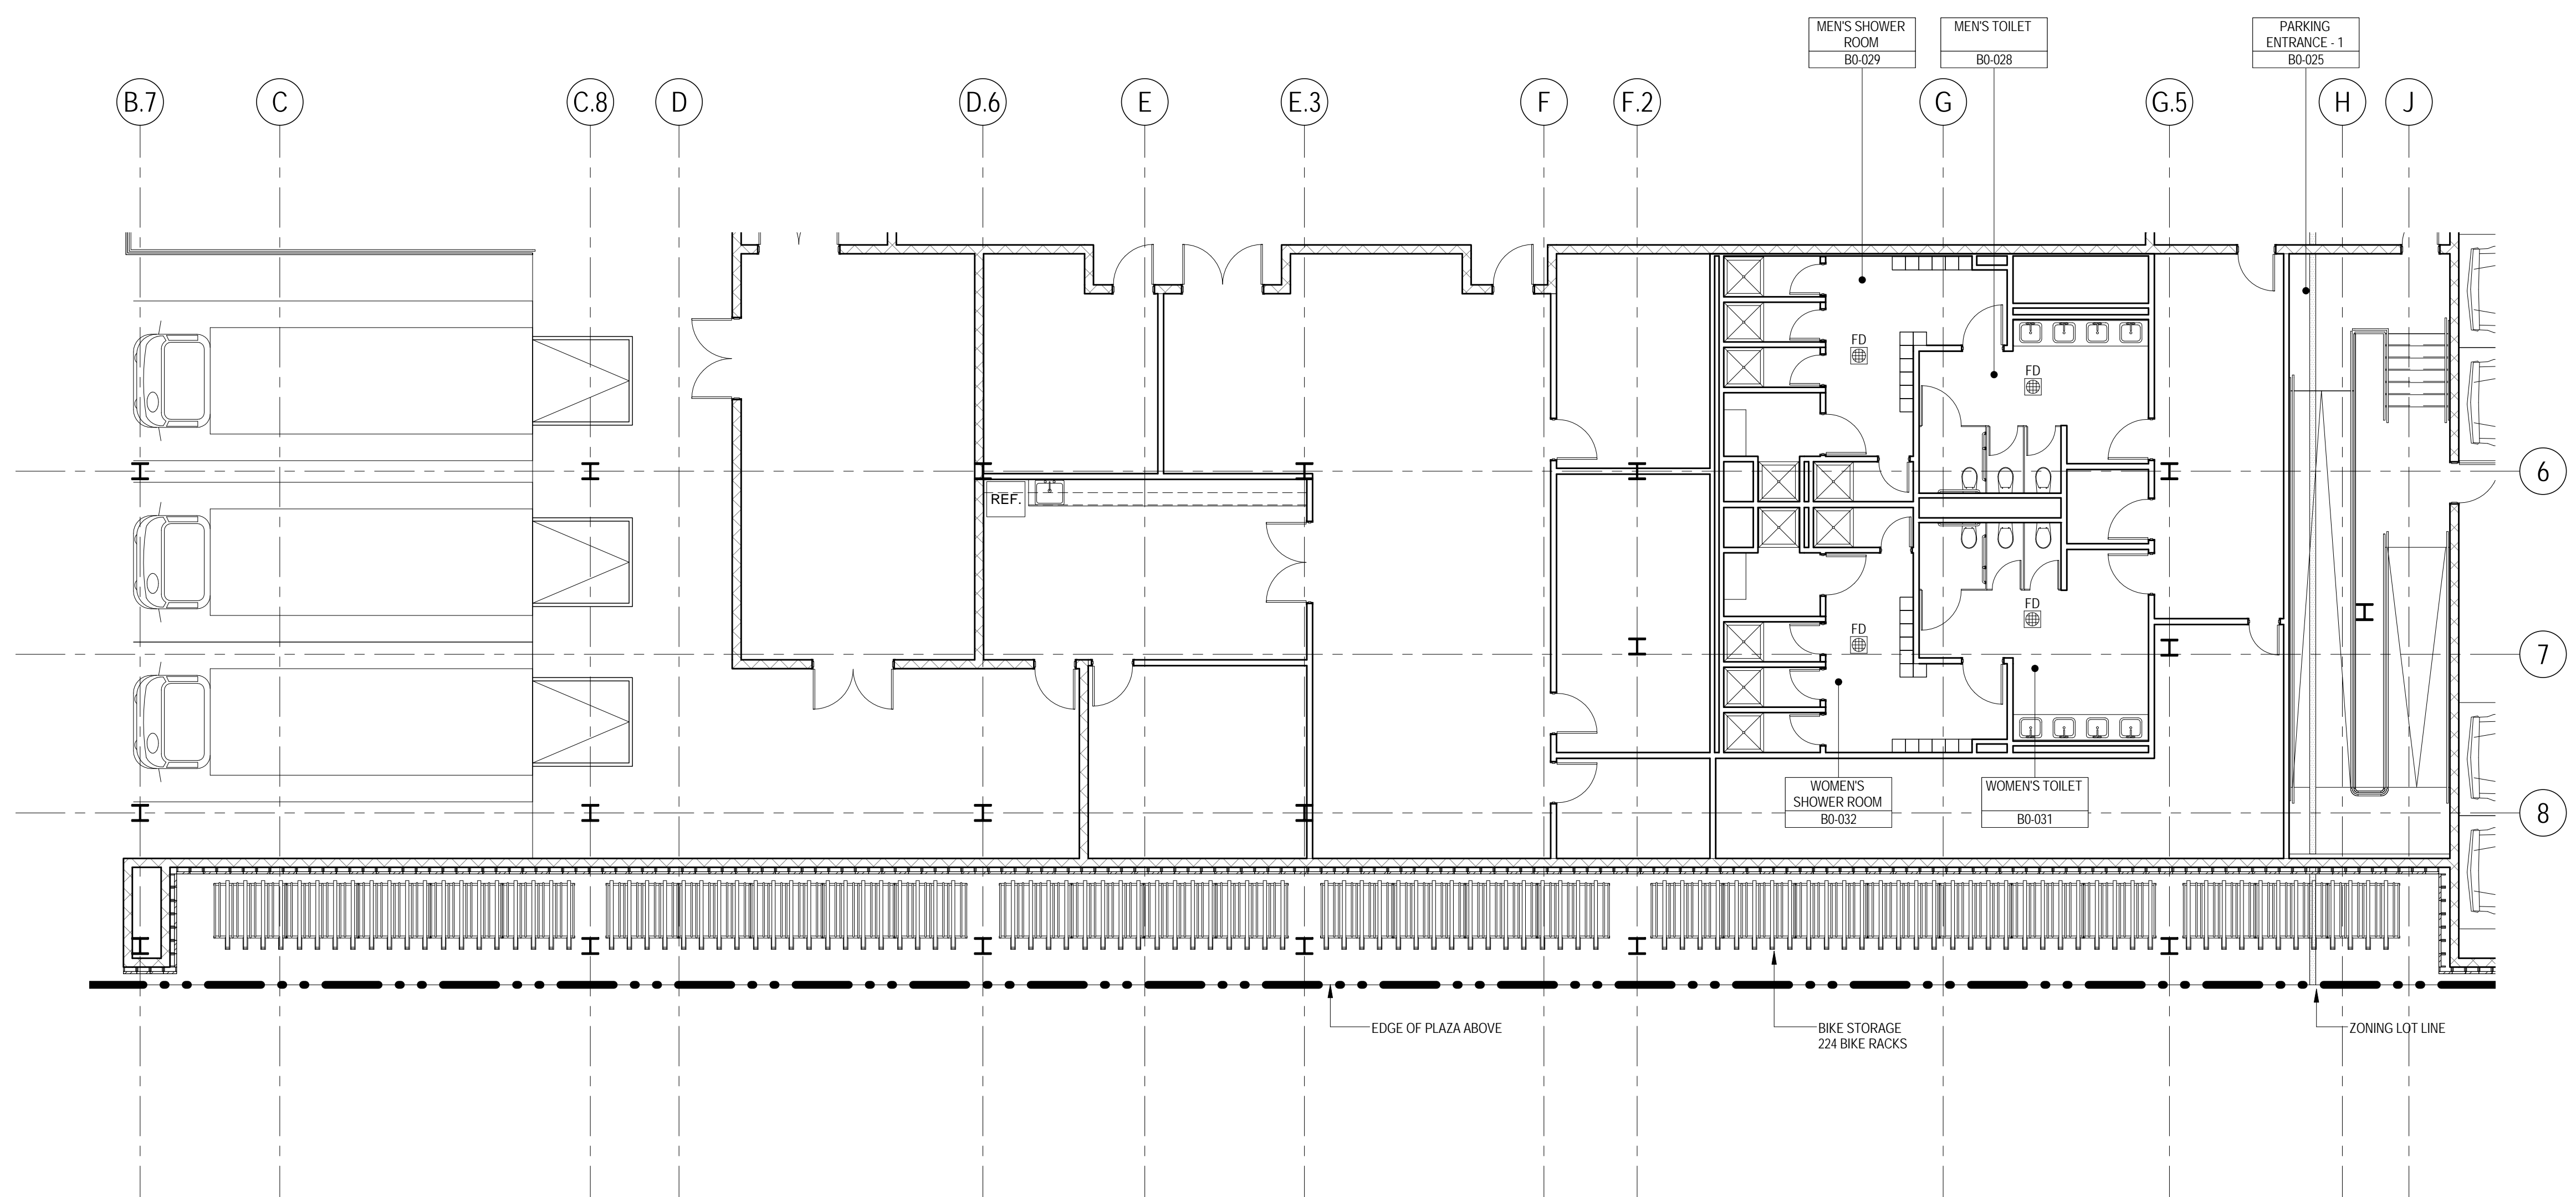 MEN'S SHOWER
ROOM
B0-029
MEN'S TOILET
B0-028
PARKING
ENTRANCE - 1
B0-025
B.7
C
C.8
D
D.6
E
E.3
F
F.2
G
G.5
H
J
FD
FD
6
REF.
FD
FD
7
WOMEN'S
SHOWER ROOM
B0-032
WOMEN'S TOILET
B0-031
8
EDGE OF PLAZA ABOVE
BIKE STORAGE
224 BIKE RACKS
ZONING LOT LINE